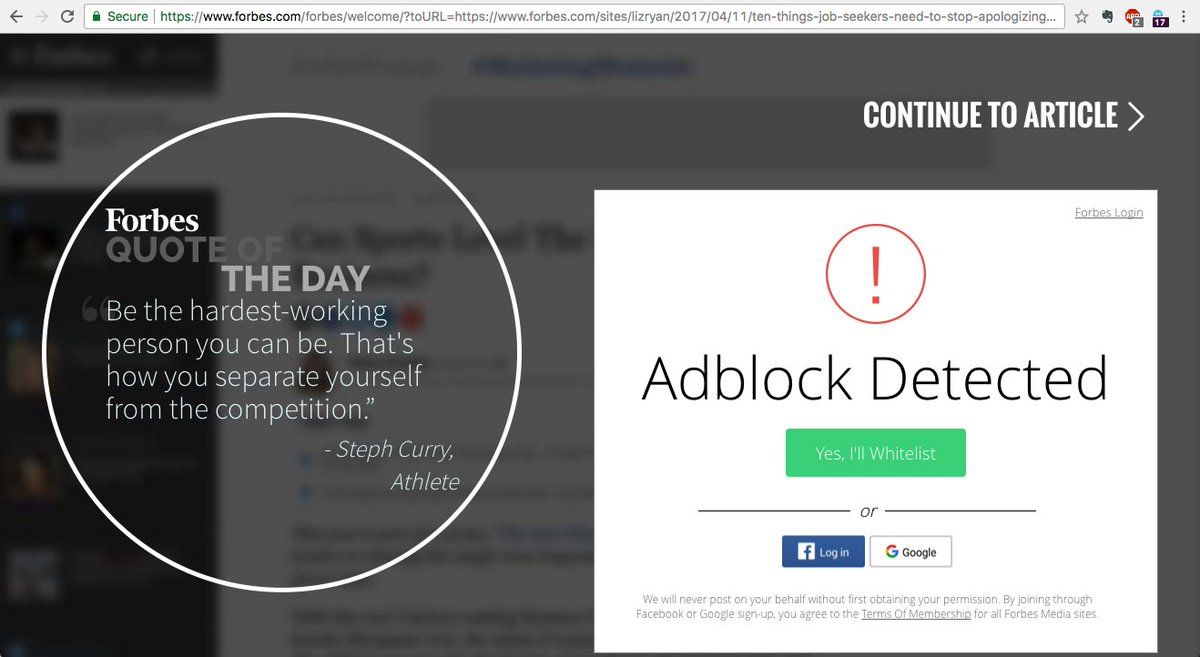 Secure | https://www.forbes.com/forbes/welcome/?toURL=https://www.forbes.com/sites/lizryan/2017/04/11/ten-things-job-seekers-need-to-stop-apologizing...
2
17
CONTINUE TO ARTICLE
Forbes
QUOTE OF
THE DAY
“
Be the hardest-working
person you can be. That's
how you separate yourself
from the competition.”
- Steph Curry,
Athlete
Forbes Login
!
Adblock Detected
Yes, I'll Whitelist
or
Log in
Google
We will never post on your behalf without first obtaining your permission. By joining through
Facebook or Google sign-up, you agree to the Terms Of Membership for all Forbes Media sites.